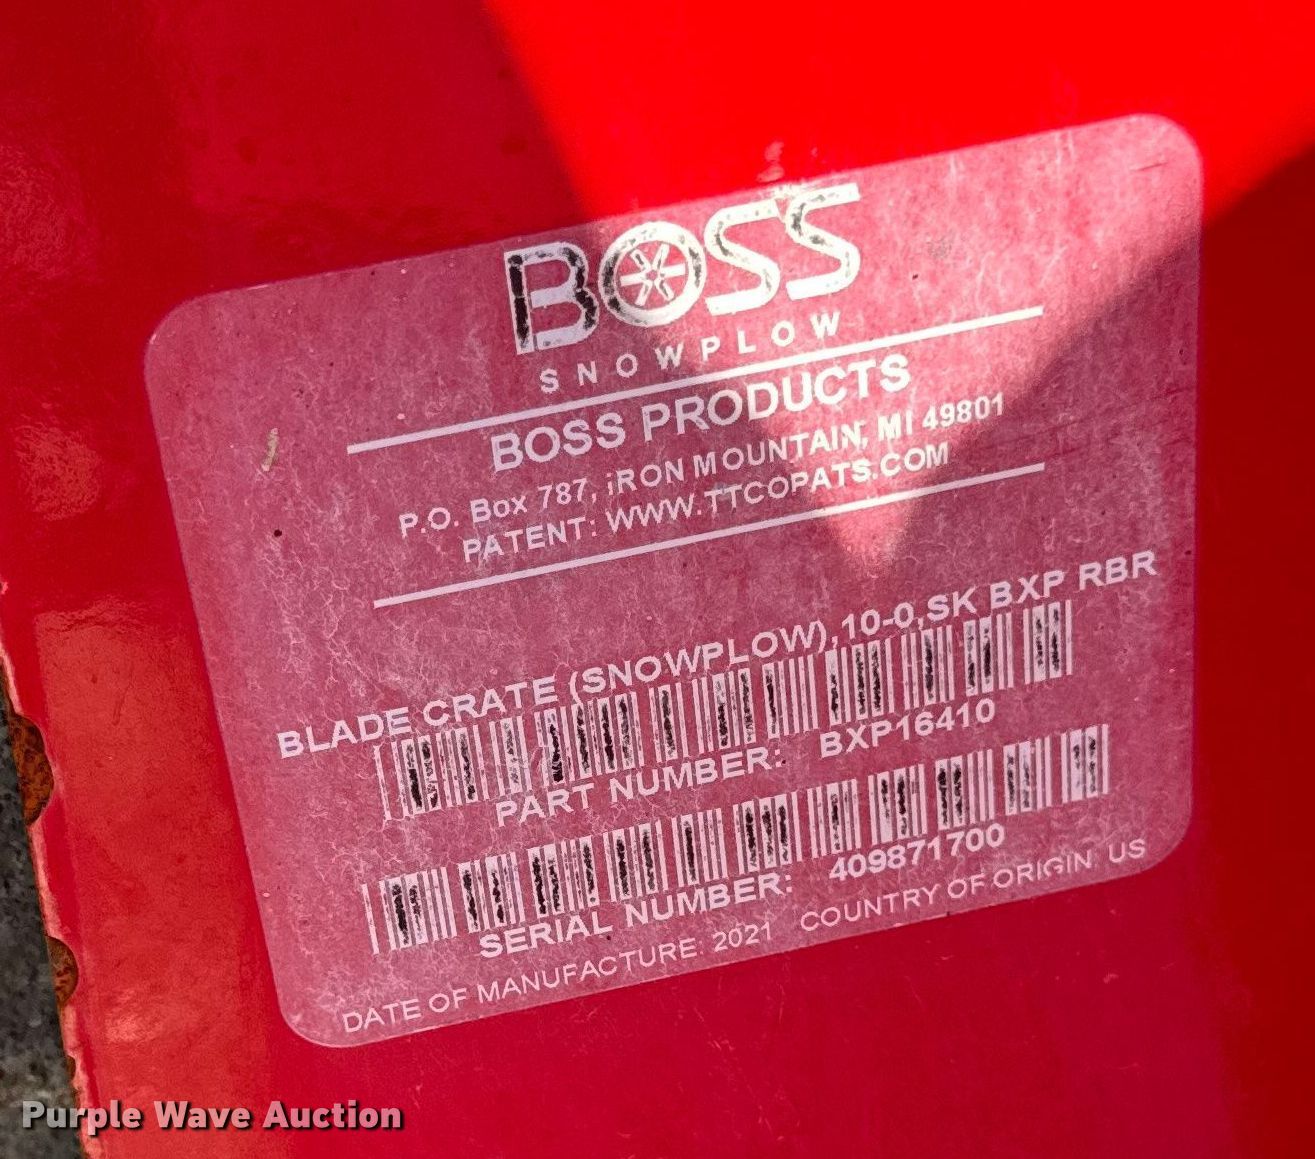 BOSS
SNOWPLOW
BOSS PRODUCTS
P.O. Box 787, iRON MOUNTAIN, MI 49801
PATENT: WWW.TTCOPATS.COM
BLADE CRATE (SNOWPLOW),10-0,SK BXP RBR
PART NUMBER: BXP16410
SERIAL NUMBER: 409871700
DATE OF MANUFACTURE: 2021 COUNTRY OF ORIGIN: US
Purple Wave Auction